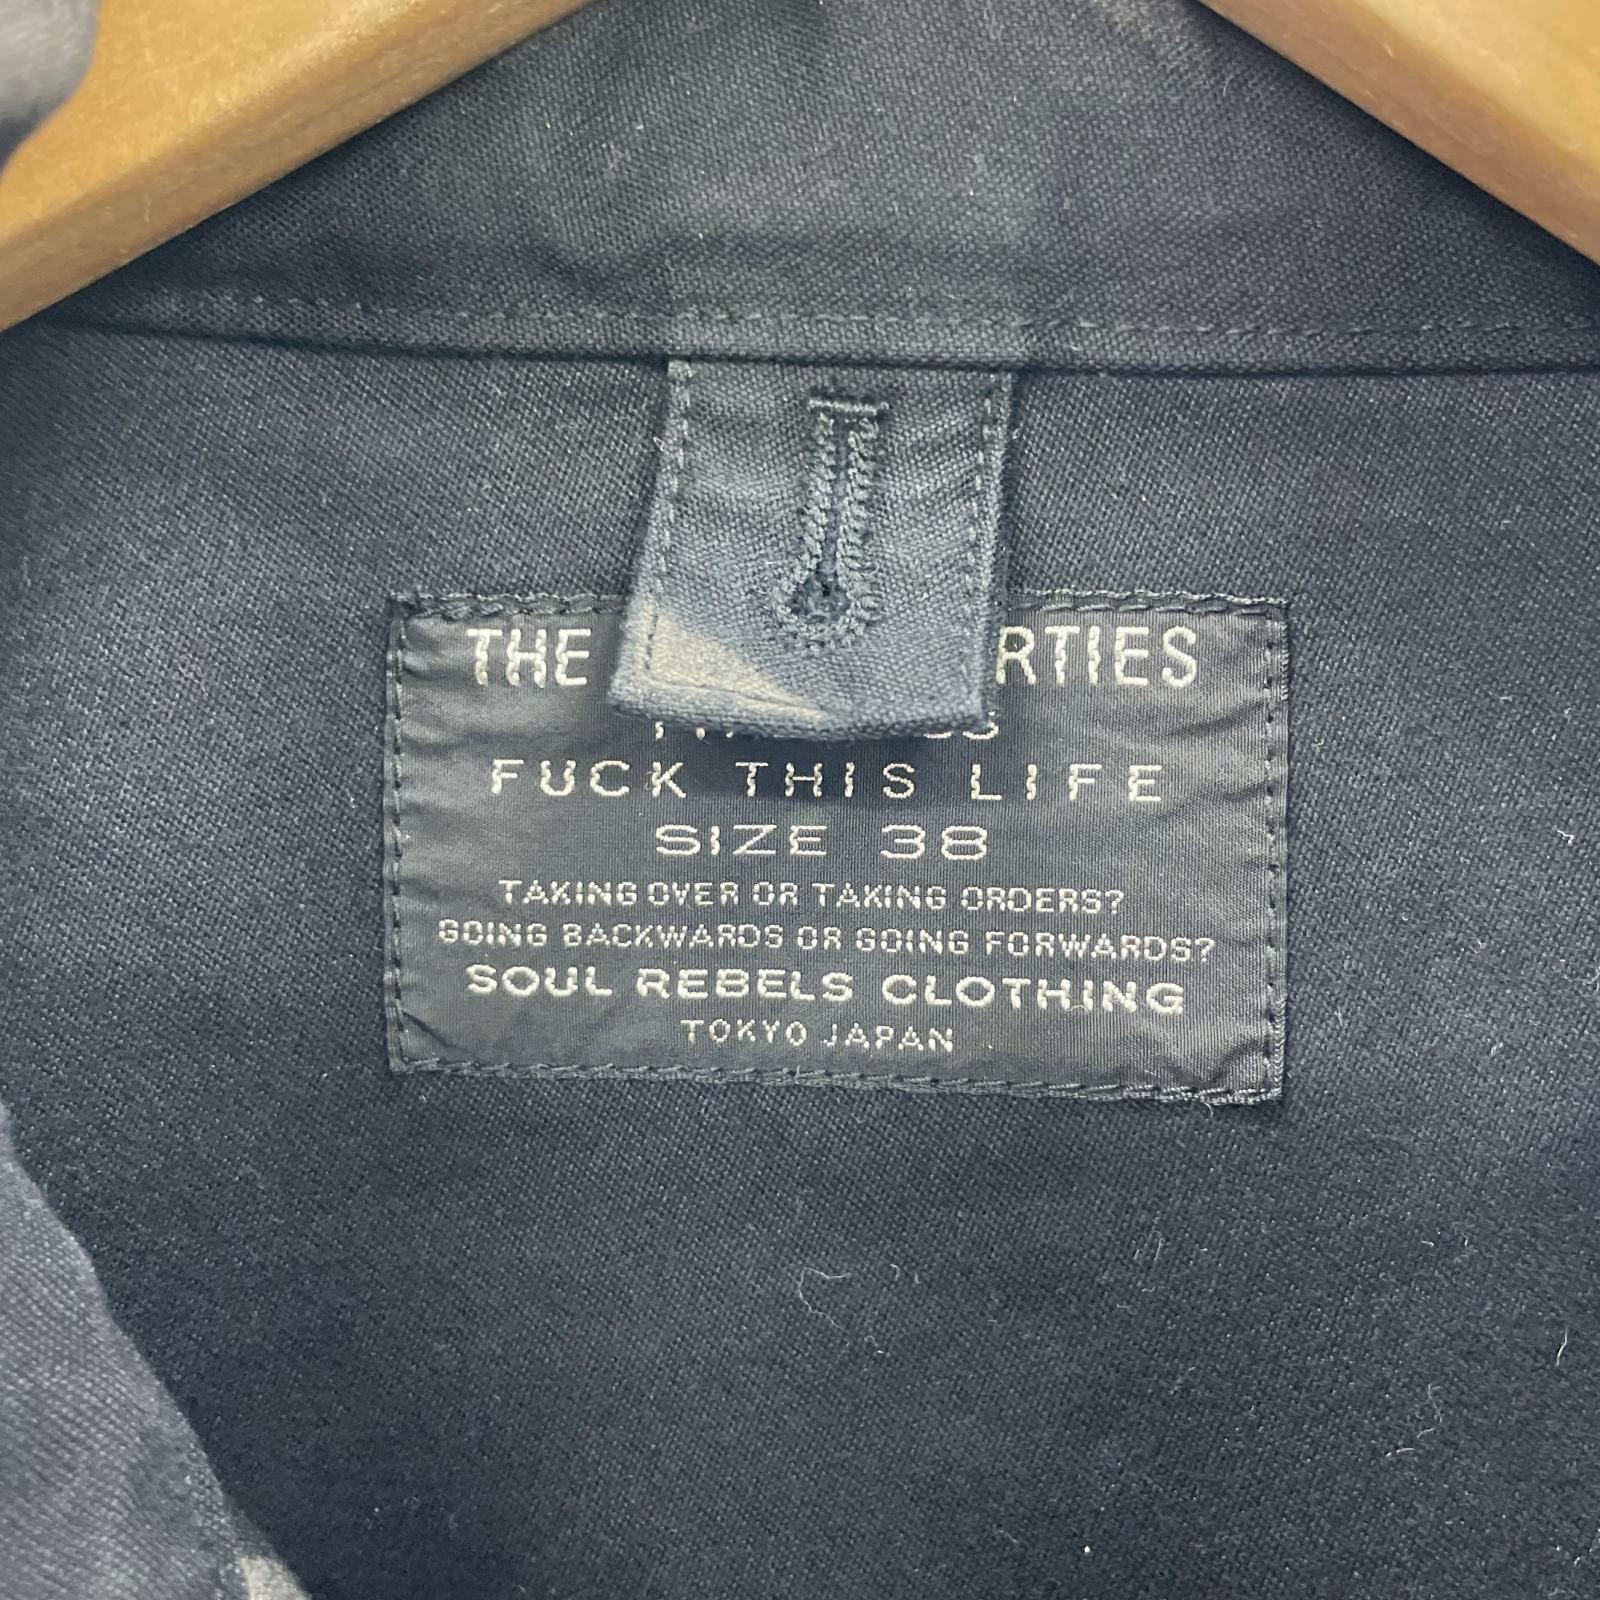 THE
RTIES
FUCK THIS LIFE
SIZE 38
TAKING OVER OR TAKING ORDERS?
GOING BACKWARDS OR GOING FORWARDS?
SOUL REBELS CLOTHING
TOKYO JAPAN